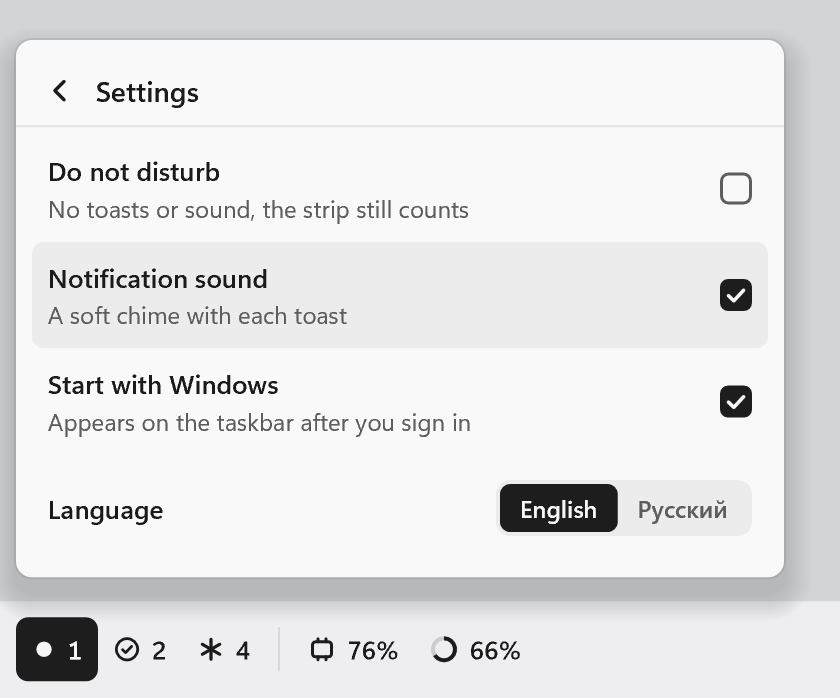 Settings
Do not disturb
No toasts or sound, the strip still counts
Notification sound
A soft chime with each toast
Start with Windows
Appears on the taskbar after you sign in
Language English Русский
1 2 4 76% 66%